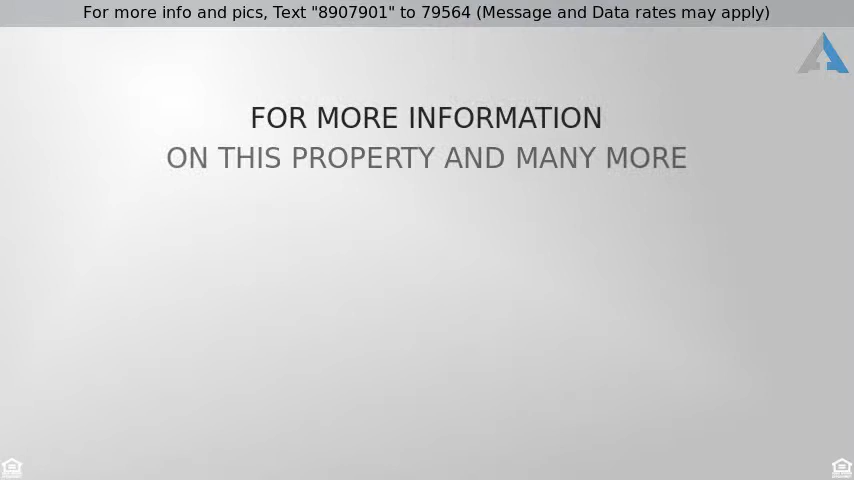 For more info and pics, Text "8907901" to 79564 (Message and Data rates may apply)
FOR MORE INFORMATION
ON THIS PROPERTY AND MANY MORE